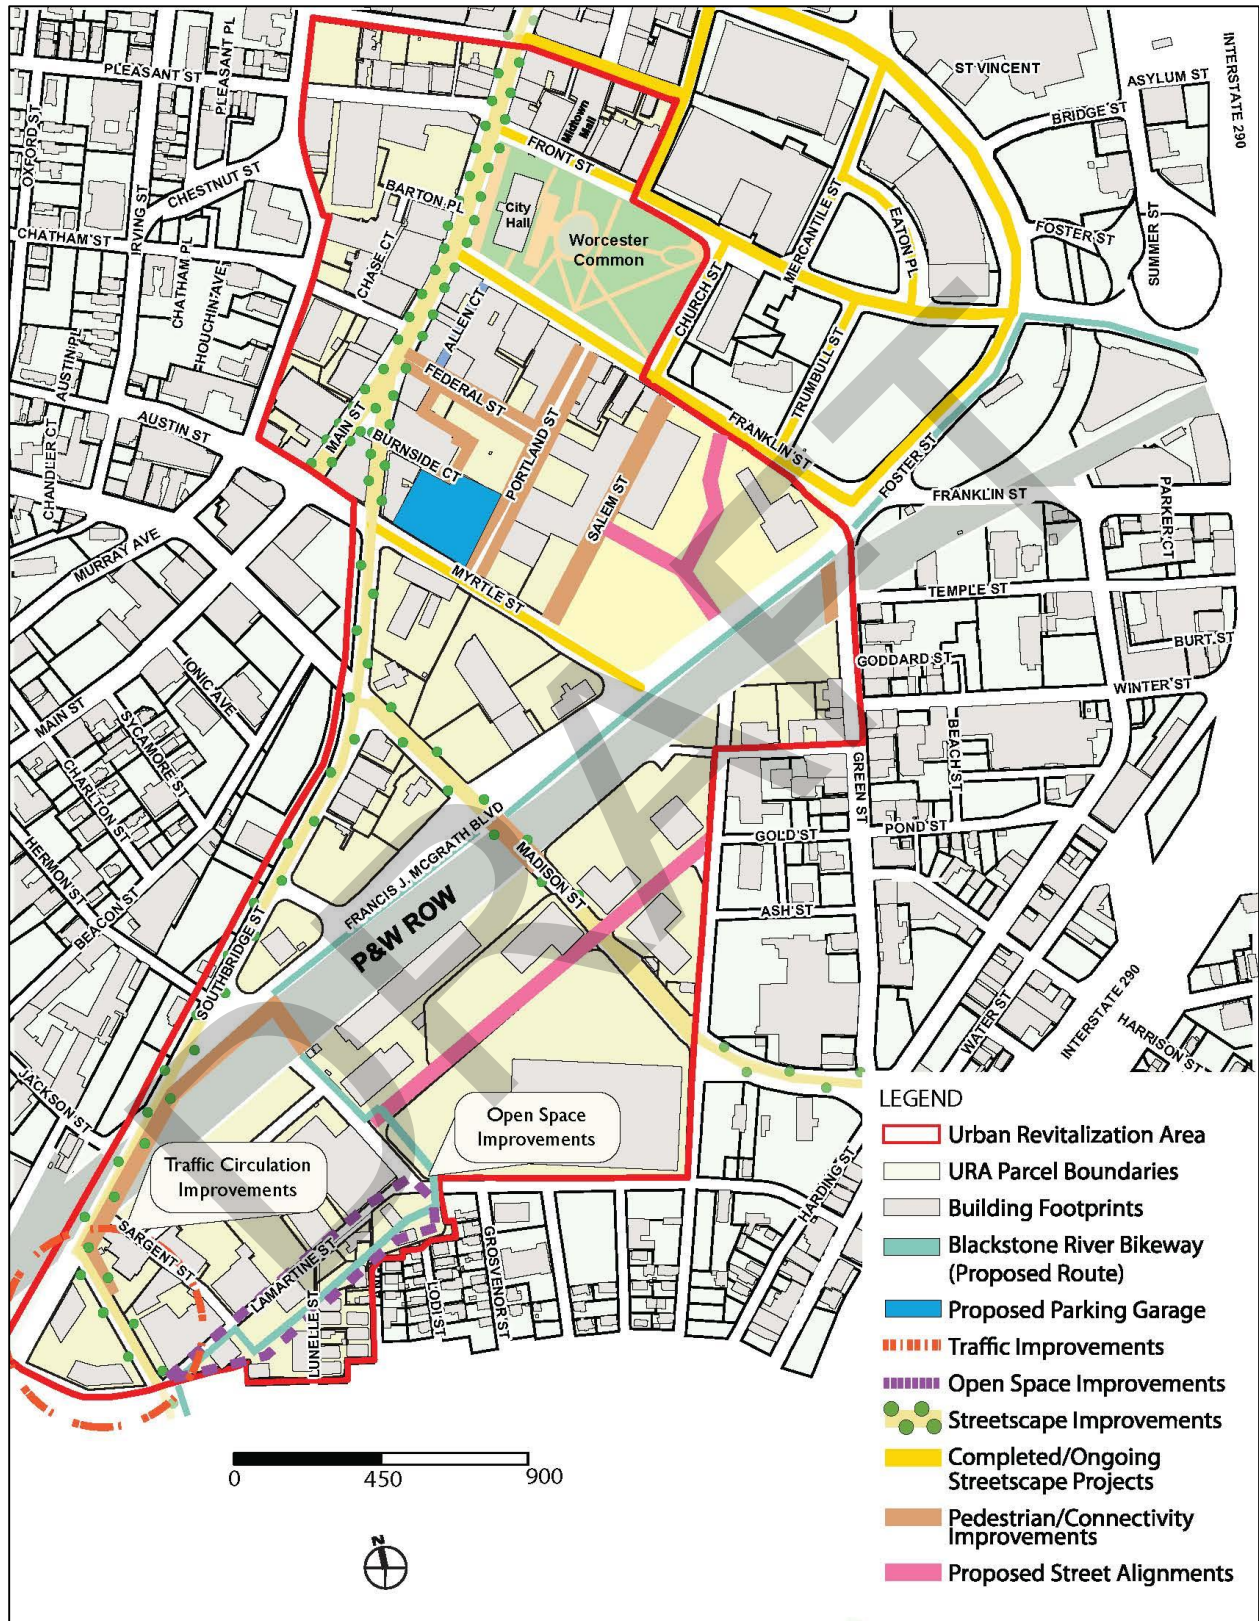 PLEASANT ST
PLEASANT PL
OXFORD ST
IRVING ST
CHESTNUT ST
CHATHAM ST
CHATHAM PL
HOUCHIN AVE
AUSTIN PL
AUSTIN ST
CHANDLER CT
MURRAY AVE
BARTON PL
CHASE CT
MAIN ST
Midtown
Mall
FRONT ST
City
Hall
Worcester
Common
ST VINCENT
BRIDGE ST
ASYLUM ST
INTERSTATE 290
SUMMER ST
FOSTER ST
MERCANTILE ST
EATON PL
CHURCH ST
TRUMBULL ST
FRANKLIN ST
FOSTER ST
FRANKLIN ST
PARKER CT
ALLEN CT
FEDERAL ST
BURNSIDE CT
PORTLAND ST
SALEM ST
MYRTLE ST
TEMPLE ST
BURT ST
GODDARD ST
WINTER ST
BEACH ST
GREEN ST
GOLD ST
POND ST
ASH ST
WATER ST
INTERSTATE 290
HARRISON ST
MAIN ST
IONIC AVE
SYCAMORE ST
CHARLTON ST
HERMON ST
BEACON ST
JACKSON ST
SOUTHBRIDGE ST
FRANCIS J. MCGRATH BLVD
P&W ROW
MADISON ST
DRAFT
Open Space
Improvements
Traffic Circulation
Improvements
SARGENT ST
LAMARTINE ST
LUNELLE ST
LODI ST
GROSVENOR ST
HARDING ST
LEGEND
Urban Revitalization Area
URA Parcel Boundaries
Building Footprints
Blackstone River Bikeway
(Proposed Route)
Proposed Parking Garage
Traffic Improvements
Open Space Improvements
Streetscape Improvements
Completed/Ongoing
Streetscape Projects
Pedestrian/Connectivity
Improvements
Proposed Street Alignments
0 450 900
N